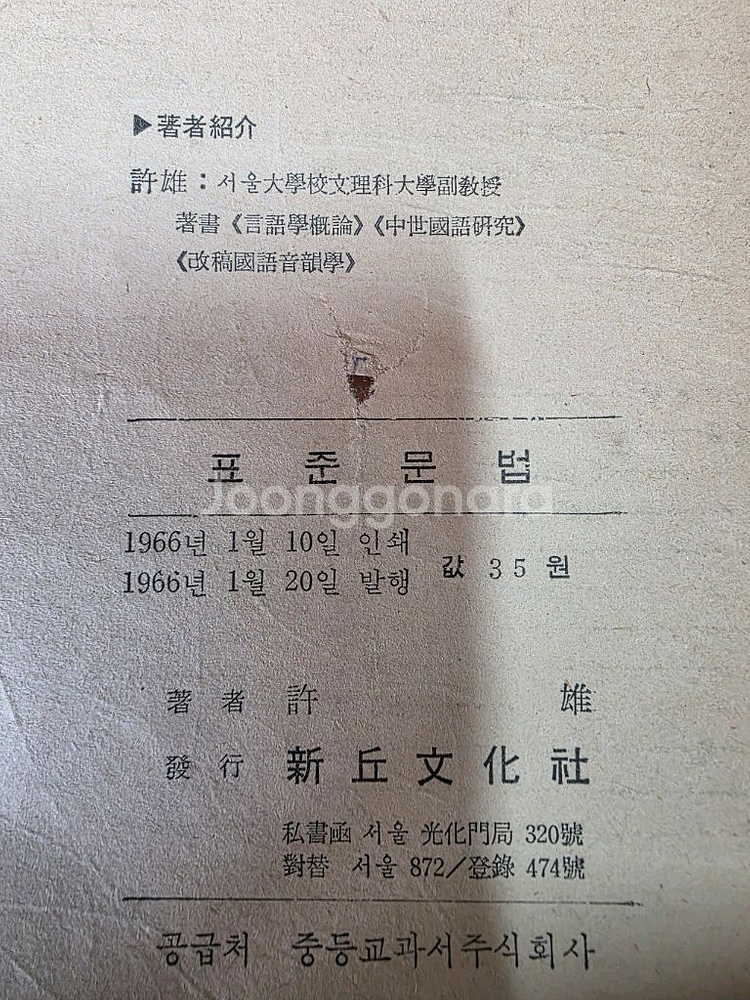 ▶著者紹介
許雄：서울大學校文理科大學副敎授
著書《言語學槪論》《中世國語硏究》
《改稿國語音韻學》
표 준 문 법
Joonggonara
1966년 1월 10일 인쇄
1966년 1월 20일 발행
값 35 원
著 者 許 雄
發 行 新丘文化社
私書函 서울 光化門局 320號
對替 서울 872／登錄 474號
공급처 중등교과서주식회사